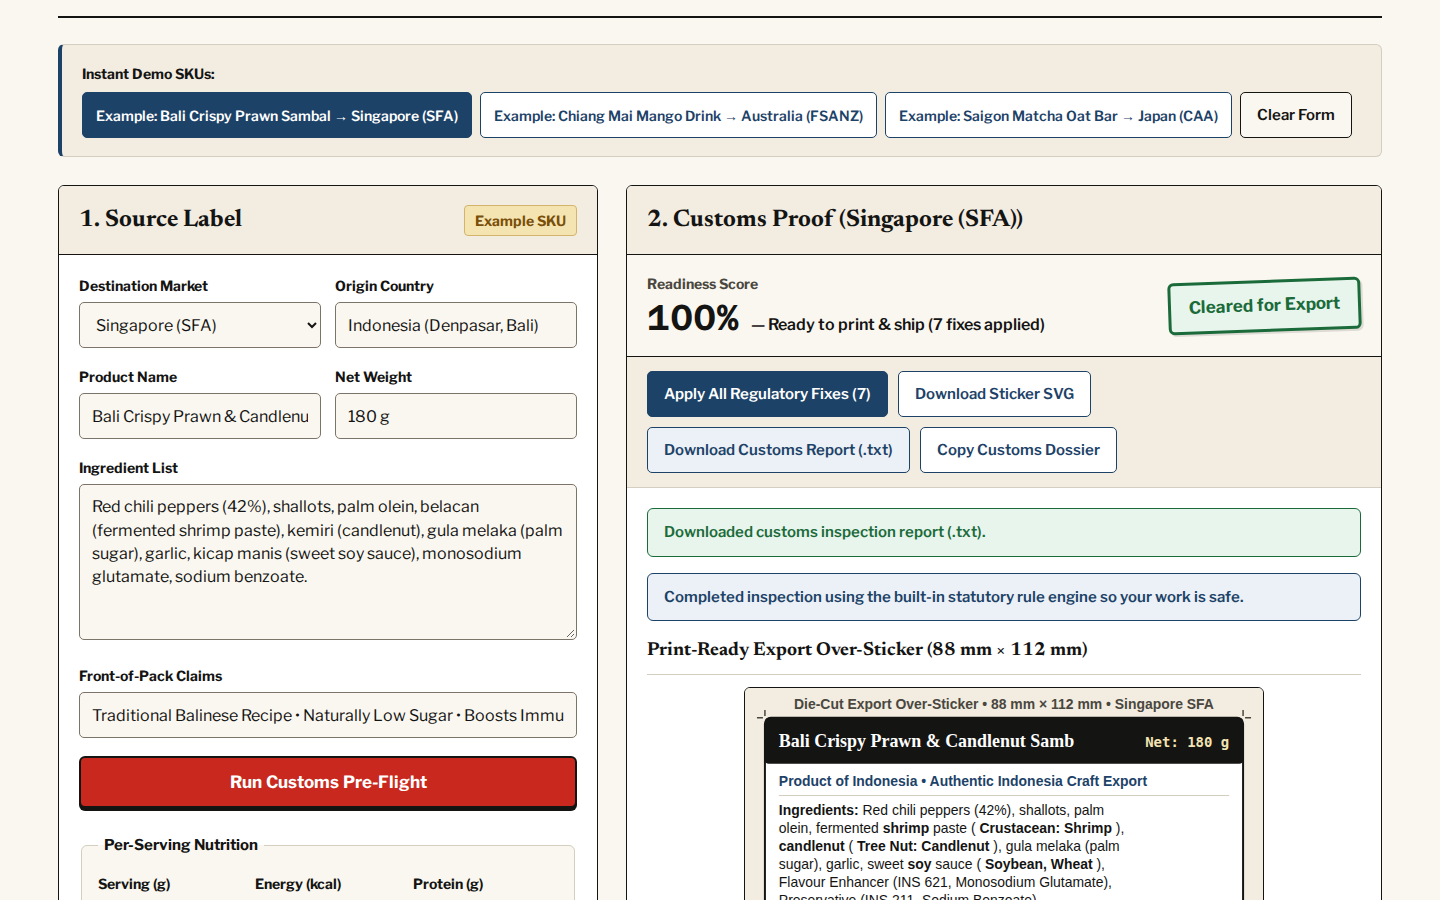 Instant Demo SKUs:
Example: Bali Crispy Prawn Sambal → Singapore (SFA)
Example: Chiang Mai Mango Drink → Australia (FSANZ)
Example: Saigon Matcha Oat Bar → Japan (CAA)
Clear Form
1. Source Label
Example SKU
Destination Market
Origin Country
Singapore (SFA)
Indonesia (Denpasar, Bali)
Product Name
Net Weight
Bali Crispy Prawn & Candlenu
180 g
Ingredient List
Red chili peppers (42%), shallots, palm olein, belacan
(fermented shrimp paste), kemiri (candlenut), gula melaka (palm
sugar), garlic, kicap manis (sweet soy sauce), monosodium
glutamate, sodium benzoate.
Front-of-Pack Claims
Traditional Balinese Recipe • Naturally Low Sugar • Boosts Immu
Run Customs Pre-Flight
Per-Serving Nutrition
Serving (g)
Energy (kcal)
Protein (g)
2. Customs Proof (Singapore (SFA))
Readiness Score
100% — Ready to print & ship (7 fixes applied)
Cleared for Export
Apply All Regulatory Fixes (7)
Download Sticker SVG
Download Customs Report (.txt)
Copy Customs Dossier
Downloaded customs inspection report (.txt).
Completed inspection using the built-in statutory rule engine so your work is safe.
Print-Ready Export Over-Sticker (88 mm × 112 mm)
Die-Cut Export Over-Sticker • 88 mm × 112 mm • Singapore SFA
Bali Crispy Prawn & Candlenut Samb
Net: 180 g
Product of Indonesia • Authentic Indonesia Craft Export
Ingredients: Red chili peppers (42%), shallots, palm
olein, fermented shrimp paste ( Crustacean: Shrimp ),
candlenut ( Tree Nut: Candlenut ), gula melaka (palm
sugar), garlic, sweet soy sauce ( Soybean, Wheat ),
Flavour Enhancer (INS 621, Monosodium Glutamate),
Preservative (INS 211, Sodium Benzoate)